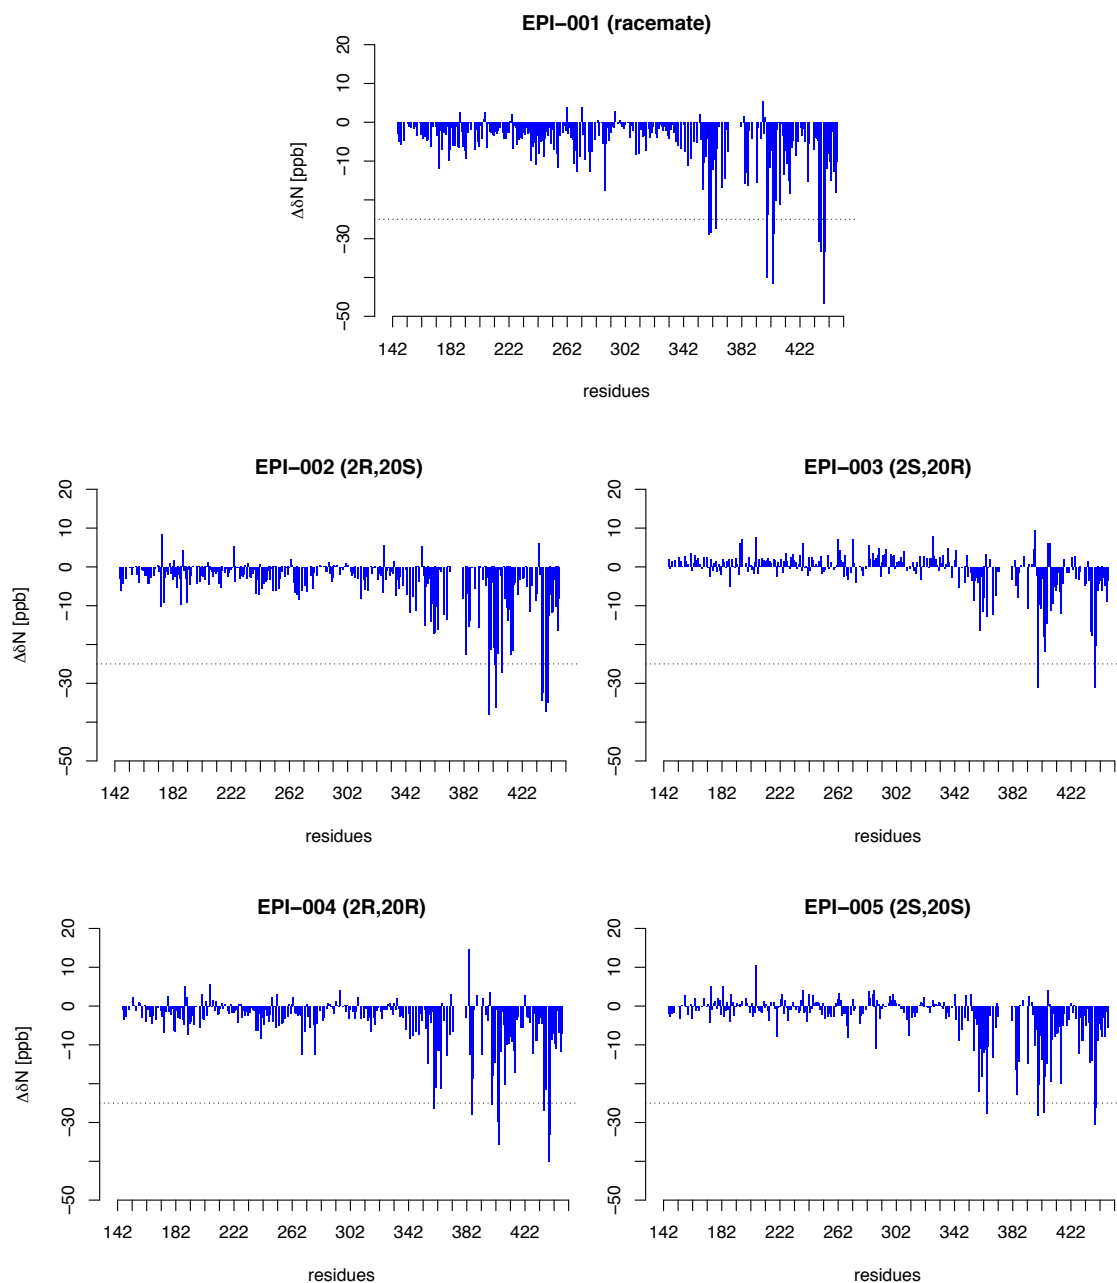 EPI−001 (racemate)
20
10
0
−10
−30
−50
ΔδN [ppb]
142 182 222 262 302 342 382 422
residues
EPI−002 (2R,20S)
20
10
0
−10
−30
−50
ΔδN [ppb]
142 182 222 262 302 342 382 422
residues
EPI−003 (2S,20R)
20
10
0
−10
−30
−50
142 182 222 262 302 342 382 422
residues
EPI−004 (2R,20R)
20
10
0
−10
−30
−50
ΔδN [ppb]
142 182 222 262 302 342 382 422
residues
EPI−005 (2S,20S)
20
10
0
−10
−30
−50
142 182 222 262 302 342 382 422
residues